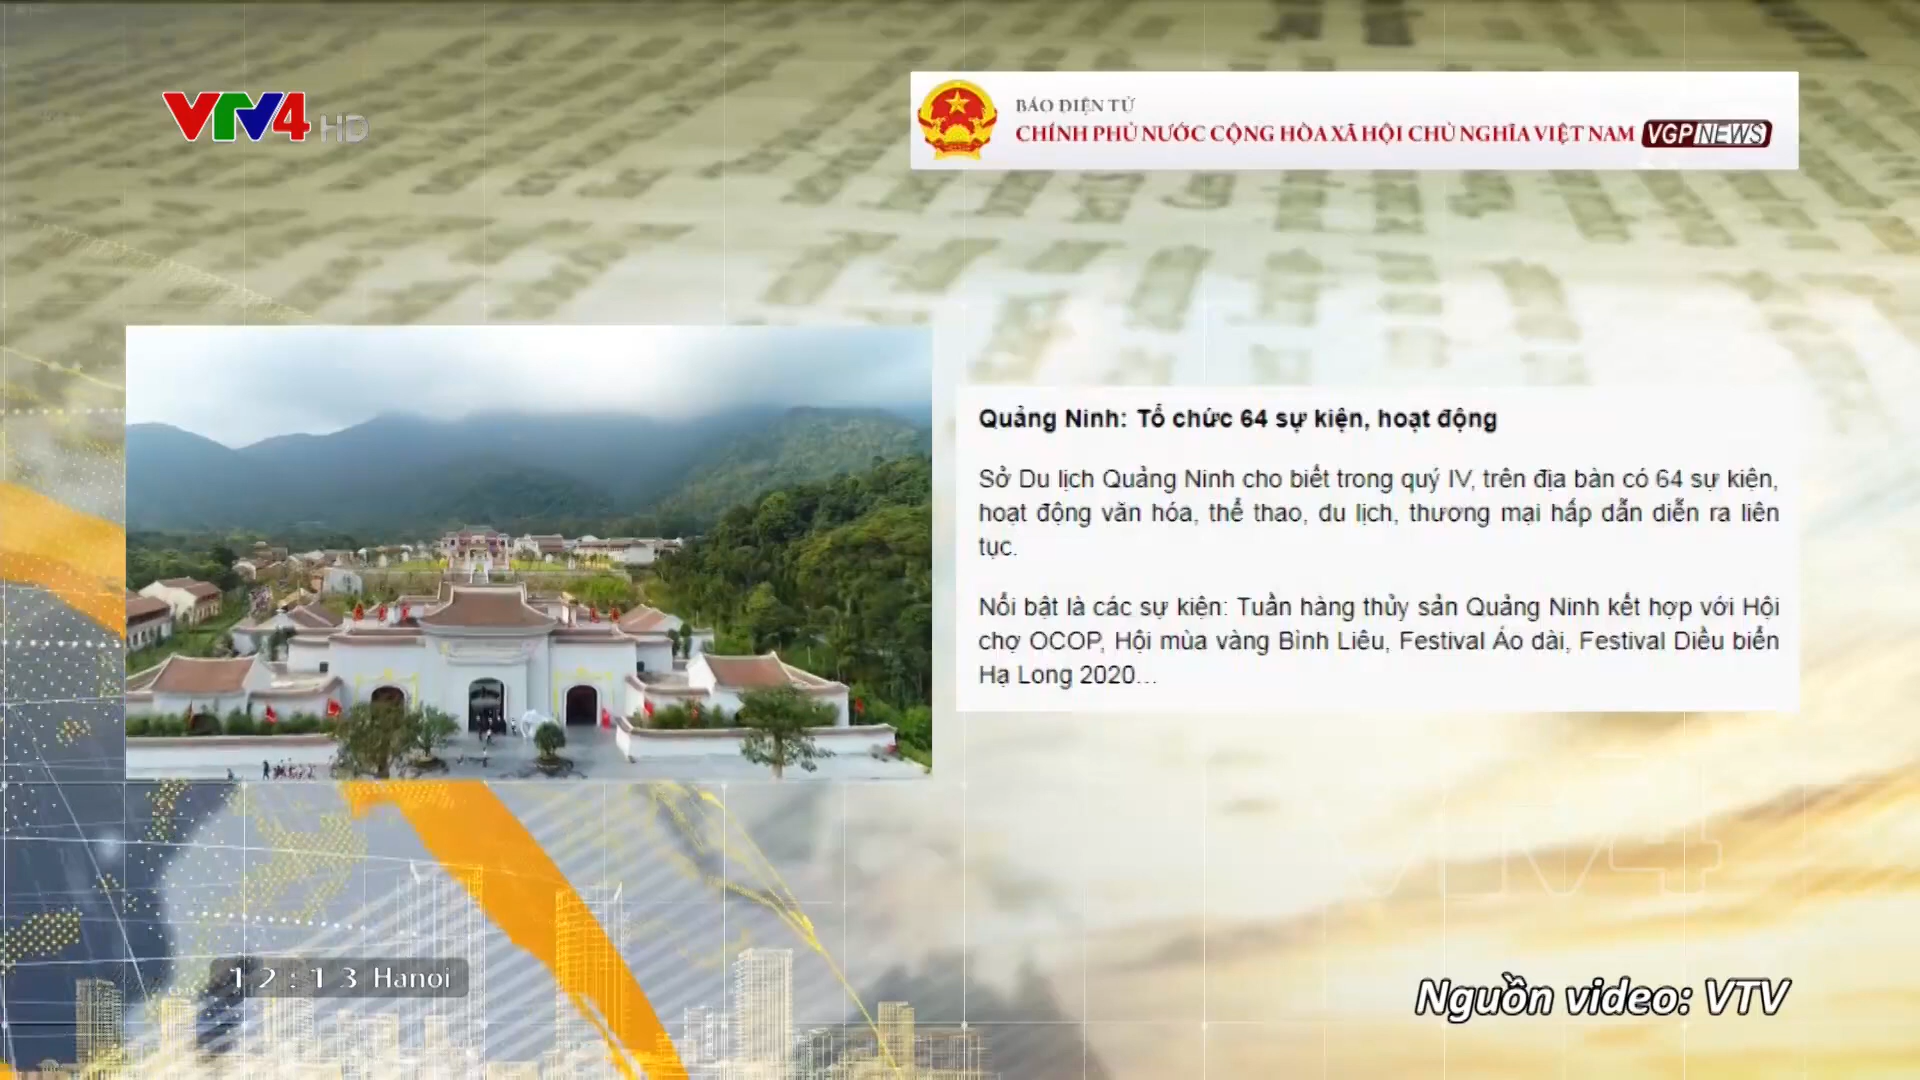 VTV4 HD
BÁO ĐIỆN TỬ
CHÍNH PHỦ NƯỚC CỘNG HÒA XÃ HỘI CHỦ NGHĨA VIỆT NAM VGP NEWS
Quảng Ninh: Tổ chức 64 sự kiện, hoạt động
Sở Du lịch Quảng Ninh cho biết trong quý IV, trên địa bàn có 64 sự kiện,
hoạt động văn hóa, thể thao, du lịch, thương mại hấp dẫn diễn ra liên
tục.
Nổi bật là các sự kiện: Tuần hàng thủy sản Quảng Ninh kết hợp với Hội
chợ OCOP, Hội mùa vàng Bình Liêu, Festival Áo dài, Festival Diều biển
Hạ Long 2020...
VTV4
12:13 Hanoi
Nguồn video: VTV